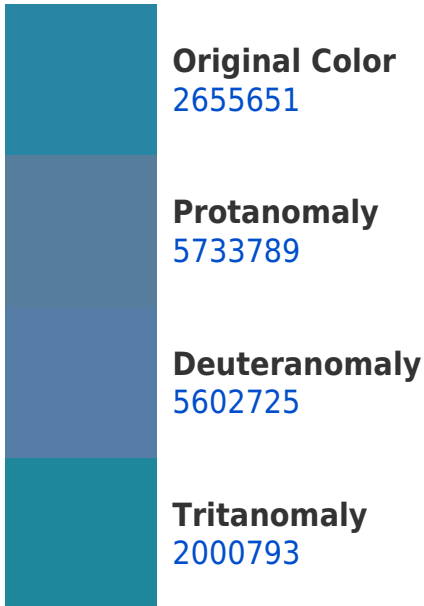 Original Color
2655651
Protanomaly
5733789
Deuteranomaly
5602725
Tritanomaly
2000793